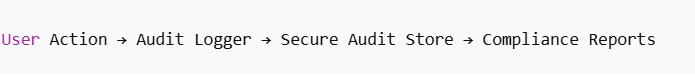 User Action → Audit Logger → Secure Audit Store → Compliance Reports